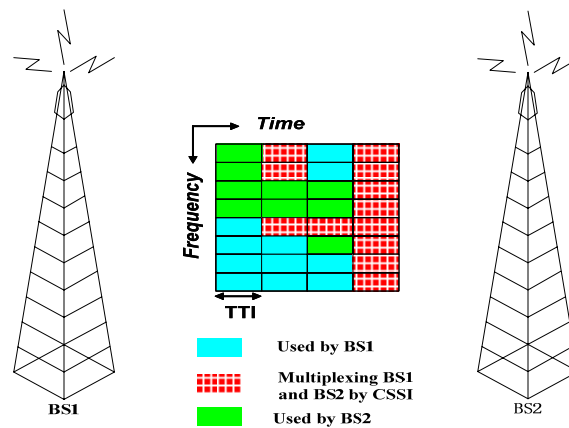 Time
Frequency
TTI
Used by BS1
Multiplexing BS1
and BS2 by CSSI
Used by BS2
BS1
BS2